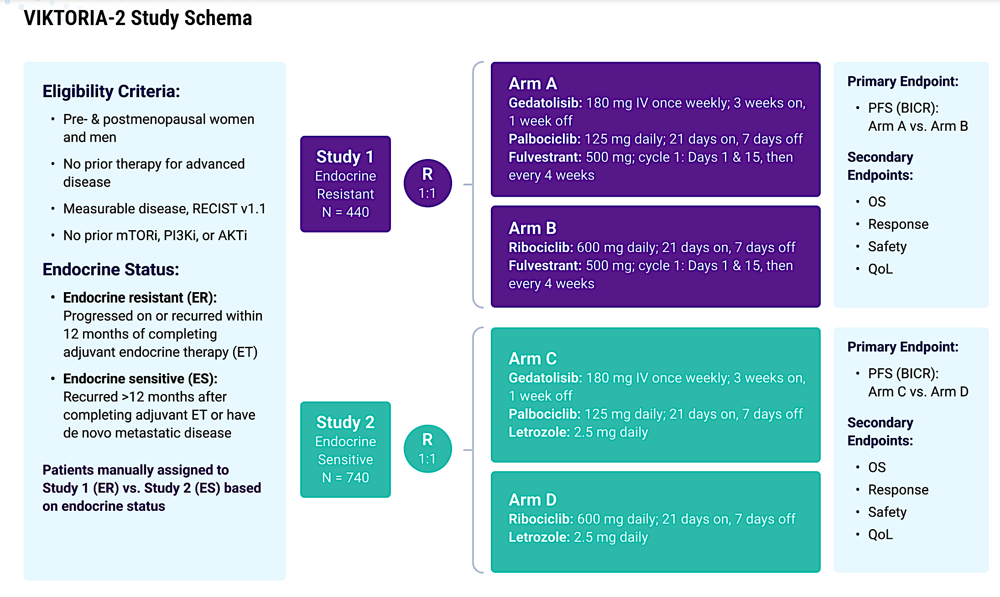 VIKTORIA-2 Study Schema
Eligibility Criteria:
• Pre- & postmenopausal women
and men
• No prior therapy for advanced
disease
• Measurable disease, RECIST v1.1
• No prior mTORi, PI3Ki, or AKTi
Endocrine Status:
• Endocrine resistant (ER):
Progressed on or recurred within
12 months of completing
adjuvant endocrine therapy (ET)
• Endocrine sensitive (ES):
Recurred >12 months after
completing adjuvant ET or have
de novo metastatic disease
Patients manually assigned to
Study 1 (ER) vs. Study 2 (ES) based
on endocrine status
Study 1
Endocrine
Resistant
N = 440
R
1:1
Arm A
Gedatolisib: 180 mg IV once weekly; 3 weeks on,
1 week off
Palbociclib: 125 mg daily; 21 days on, 7 days off
Fulvestrant: 500 mg; cycle 1: Days 1 & 15, then
every 4 weeks
Arm B
Ribociclib: 600 mg daily; 21 days on, 7 days off
Fulvestrant: 500 mg; cycle 1: Days 1 & 15, then
every 4 weeks
Primary Endpoint:
• PFS (BICR):
Arm A vs. Arm B
Secondary
Endpoints:
• OS
• Response
• Safety
• QoL
Study 2
Endocrine
Sensitive
N = 740
R
1:1
Arm C
Gedatolisib: 180 mg IV once weekly; 3 weeks on,
1 week off
Palbociclib: 125 mg daily; 21 days on, 7 days off
Letrozole: 2.5 mg daily
Arm D
Ribociclib: 600 mg daily; 21 days on, 7 days off
Letrozole: 2.5 mg daily
Primary Endpoint:
• PFS (BICR):
Arm C vs. Arm D
Secondary
Endpoints:
• OS
• Response
• Safety
• QoL